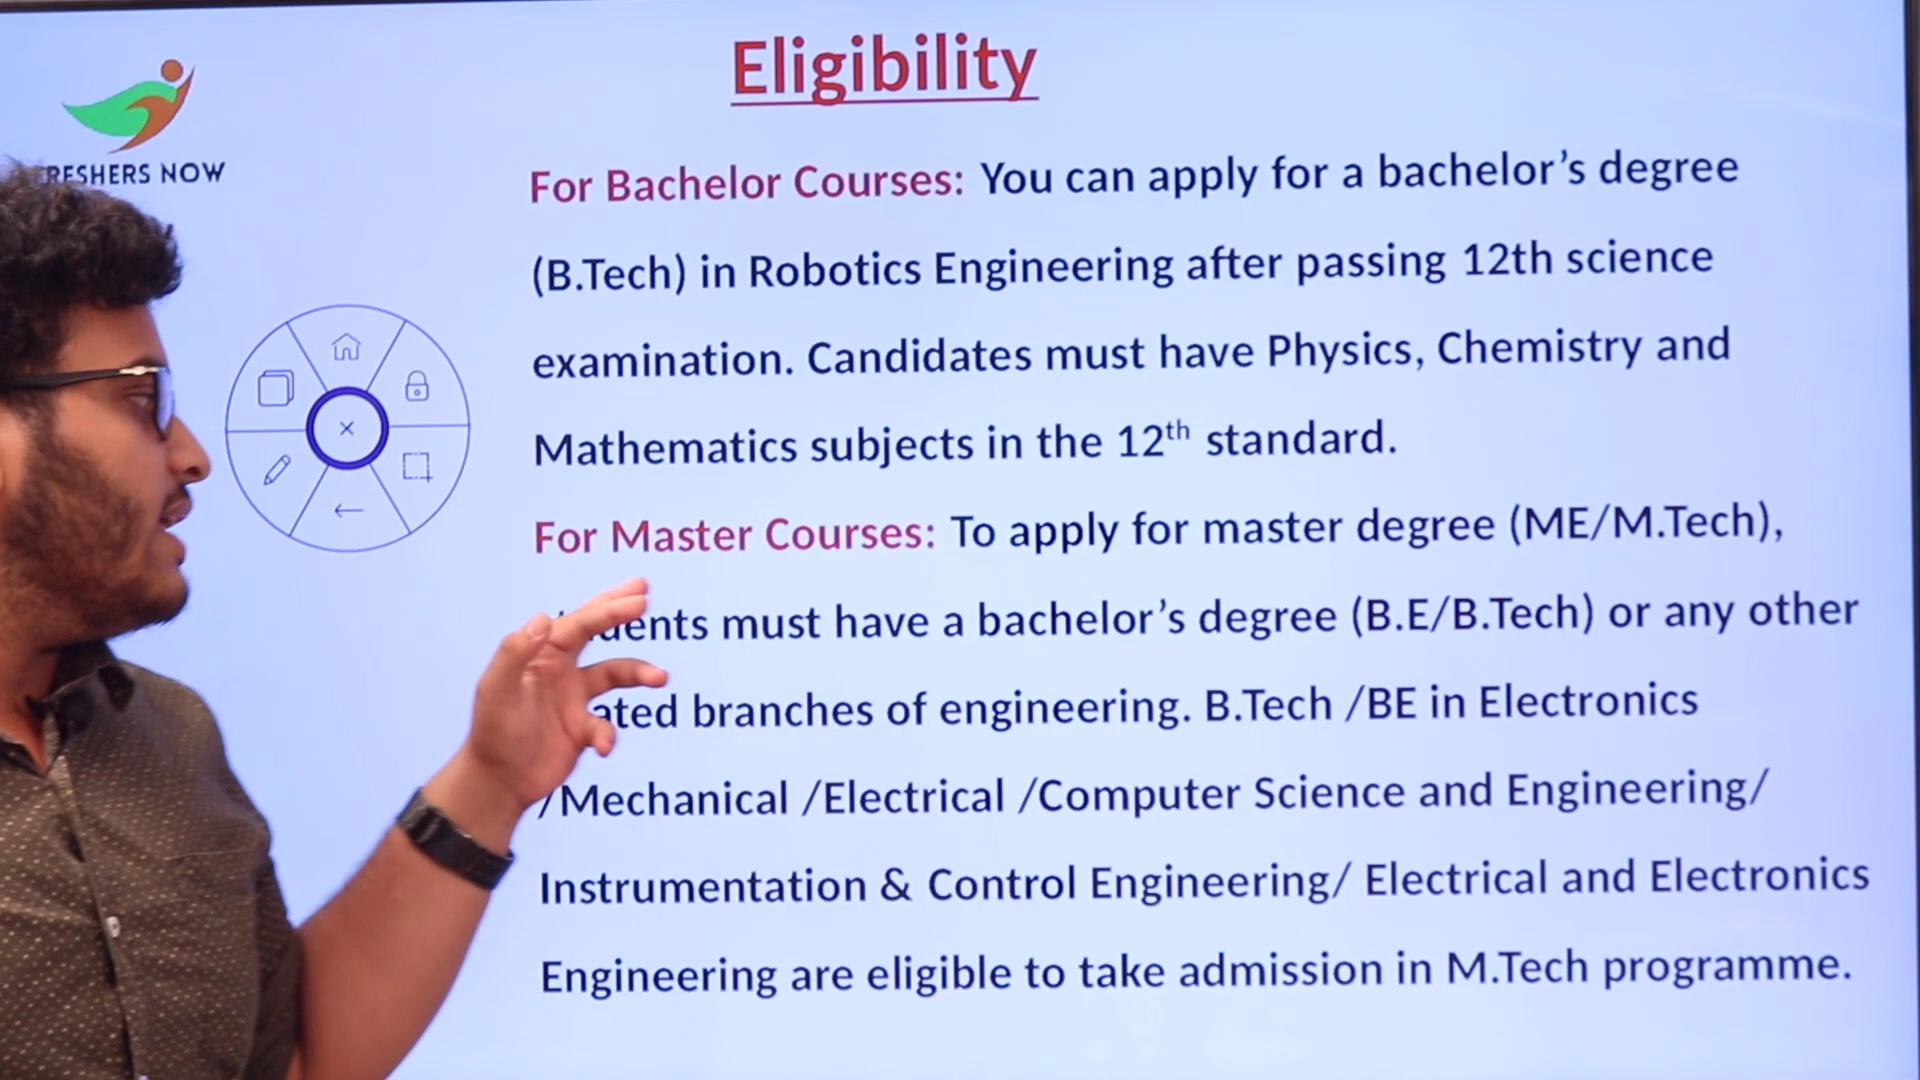 Eligibility
RESHERS NOW
For Bachelor Courses: You can apply for a bachelor’s degree
(B.Tech) in Robotics Engineering after passing 12th science
examination. Candidates must have Physics, Chemistry and
Mathematics subjects in the 12th standard.
For Master Courses: To apply for master degree (ME/M.Tech),
must have a bachelor’s degree (B.E/B.Tech) or any other
branches of engineering. B.Tech /BE in Electronics
/Mechanical /Electrical /Computer Science and Engineering/
Instrumentation & Control Engineering/ Electrical and Electronics
Engineering are eligible to take admission in M.Tech programme.